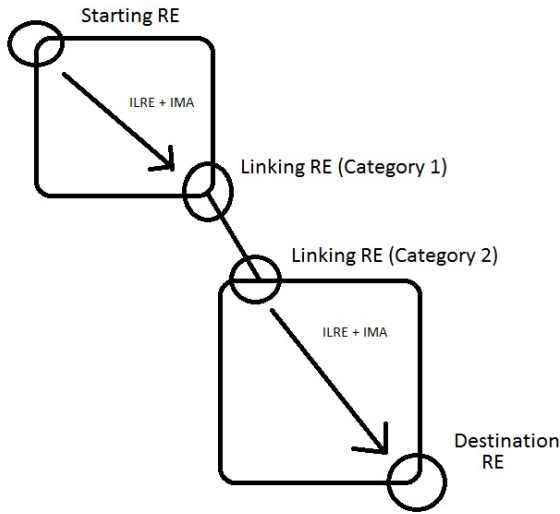 Starting RE
ILRE + IMA
Linking RE (Category 1)
Linking RE (Category 2)
ILRE + IMA
Destination
RE